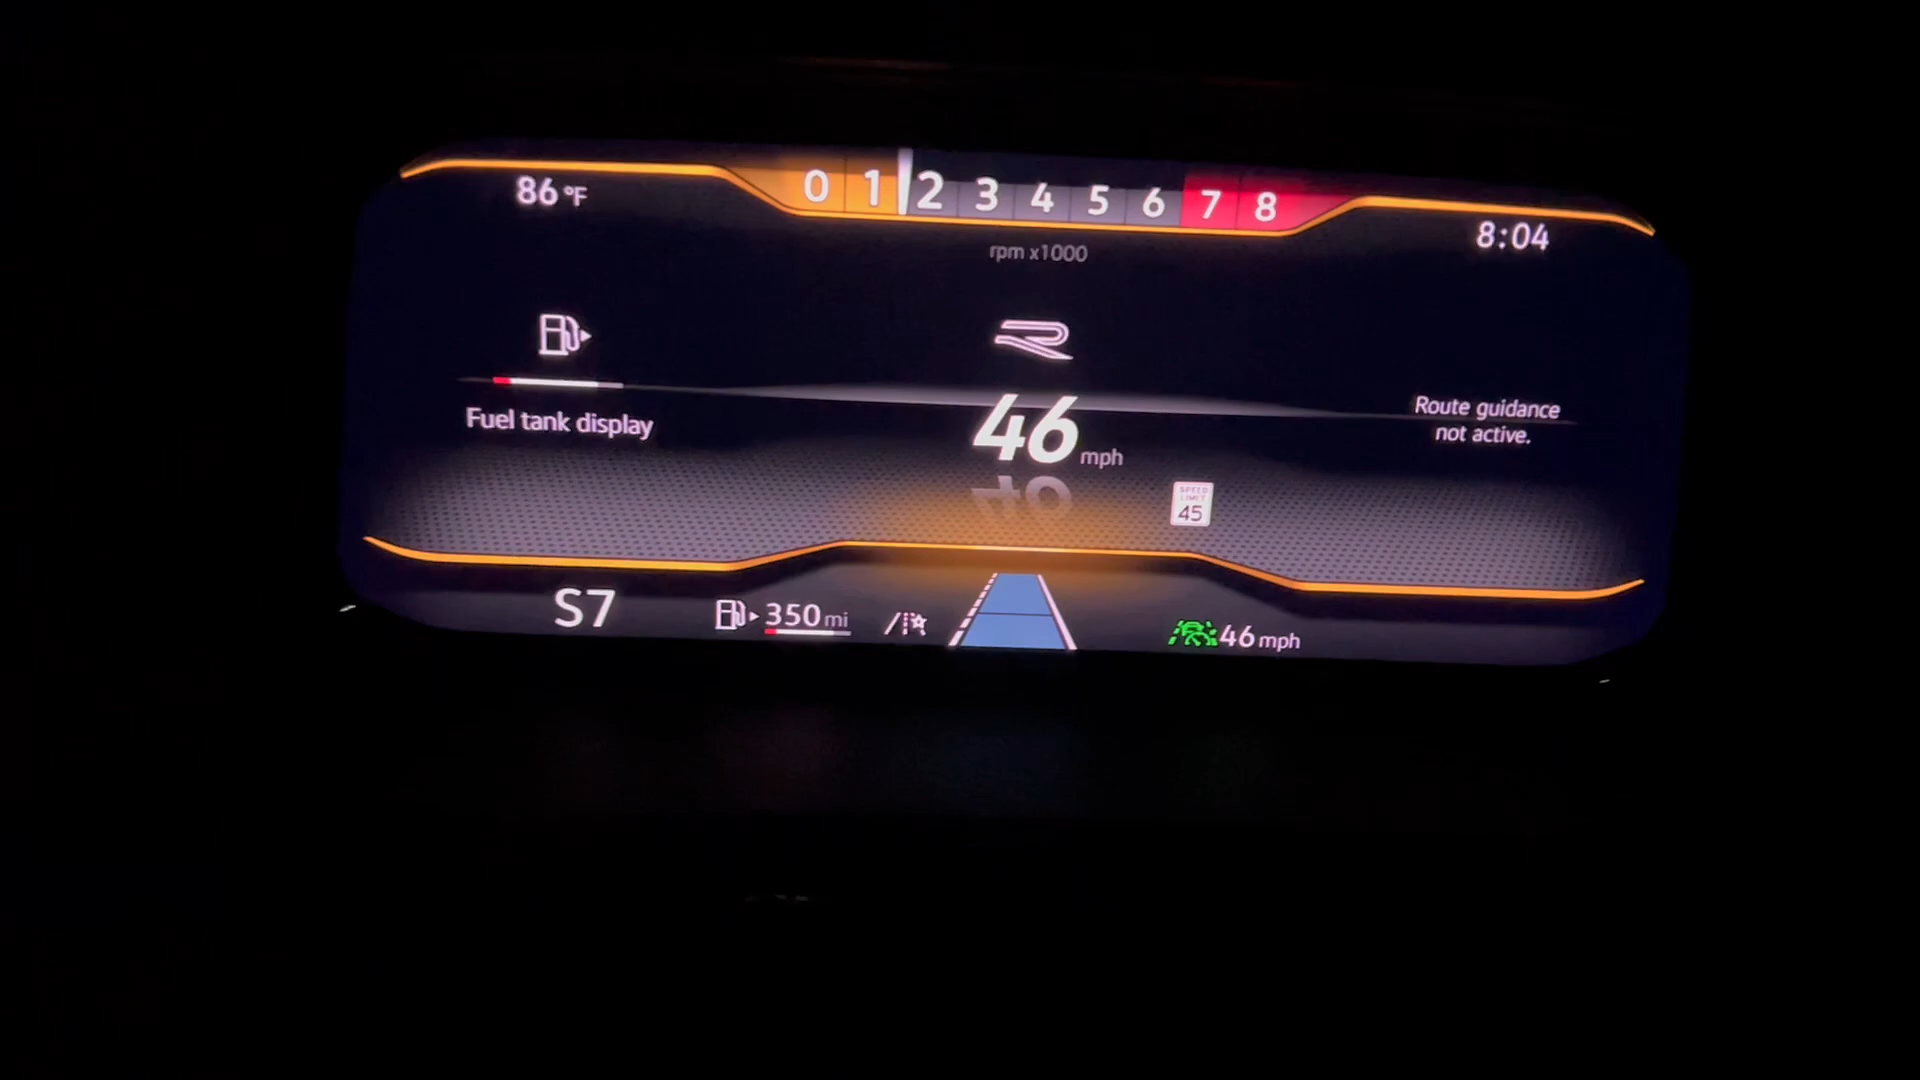 0 1 2 3 4 5 6 7 8
86 °F
8:04
rpm x1000
R
Fuel tank display
46 mph
Route guidance
not active.
SPEED
LIMIT
45
S7
350 mi
46 mph